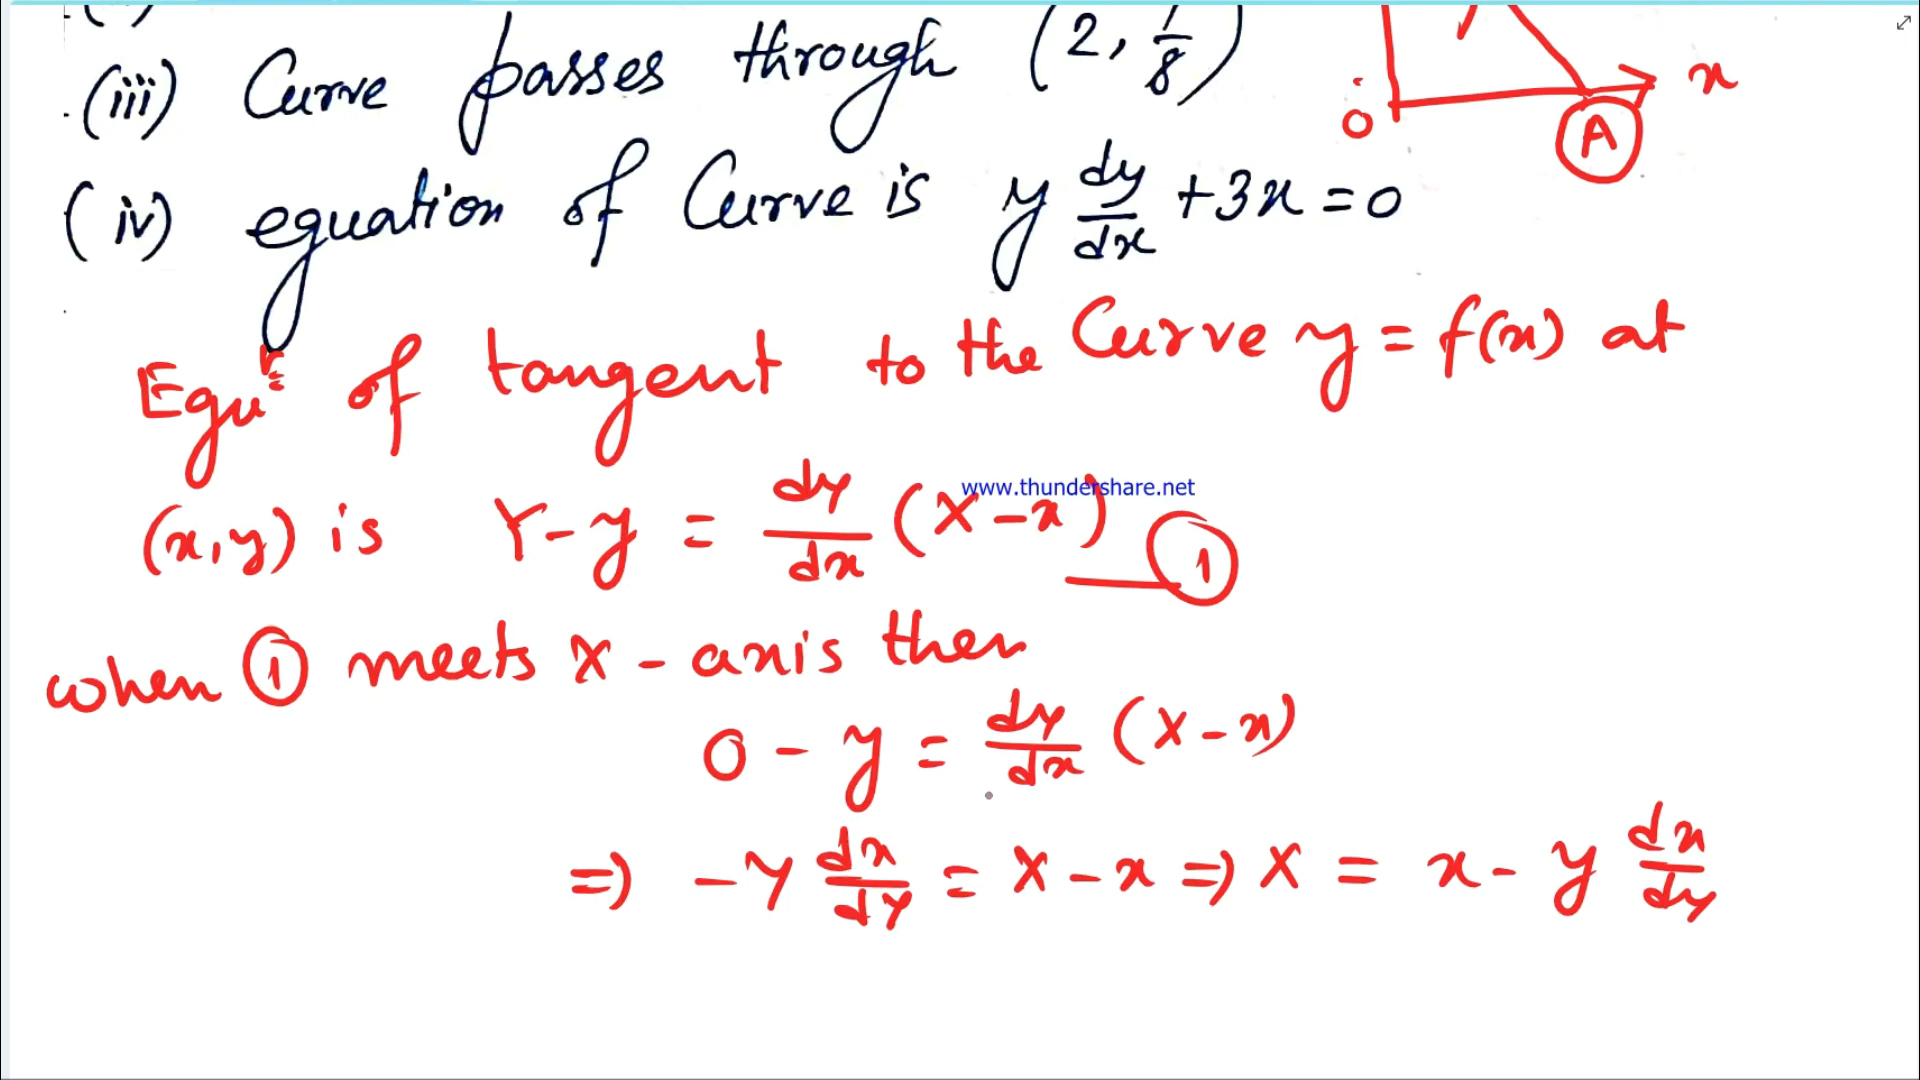 (iii) Curve passes through (2, 1/8)
x
O
A
(iv) equation of Curve is y dy/dx + 3x = 0
Equⁿ of tangent to the Curve y = f(x) at
(x, y) is Y - y = dy/dx (X - x) — ①
www.thundershare.net
when ① meets X - axis then
0 - y = dy/dx (X - x)
=> - y dx/dy = X - x => X = x - y dx/dy